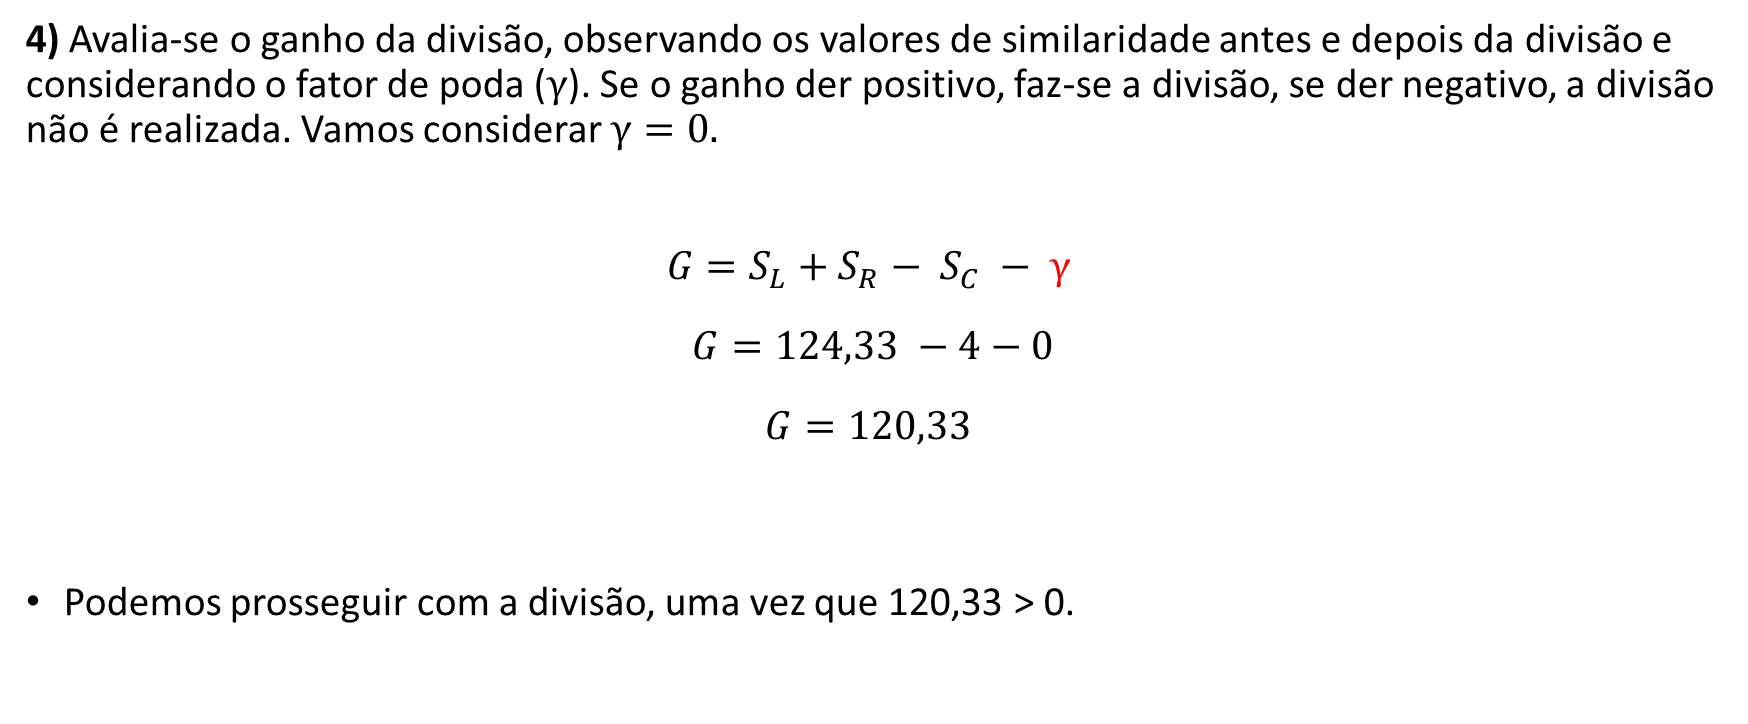 4) Avalia-se o ganho da divisão, observando os valores de similaridade antes e depois da divisão e
considerando o fator de poda (γ). Se o ganho der positivo, faz-se a divisão, se der negativo, a divisão
não é realizada. Vamos considerar γ = 0.
G = S_L + S_R − S_C − γ
G = 124,33 − 4 − 0
G = 120,33
• Podemos prosseguir com a divisão, uma vez que 120,33 > 0.